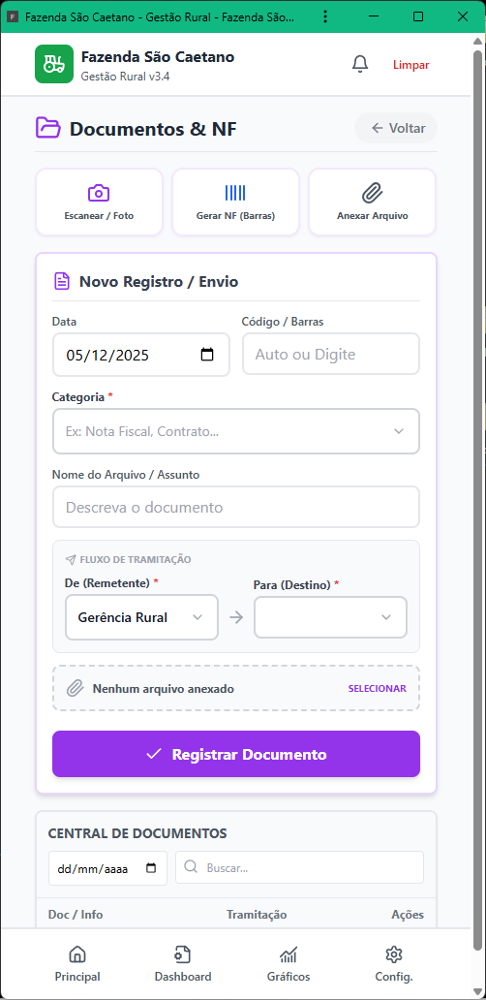 Fazenda São Caetano - Gestão Rural - Fazenda São...
Fazenda São Caetano
Gestão Rural v3.4
Limpar
Documentos & NF
Voltar
Escanear / Foto
Gerar NF (Barras)
Anexar Arquivo
Novo Registro / Envio
Data
Código / Barras
05/12/2025
Auto ou Digite
Categoria *
Ex: Nota Fiscal, Contrato...
Nome do Arquivo / Assunto
Descreva o documento
FLUXO DE TRAMITAÇÃO
De (Remetente) *
Para (Destino) *
Gerência Rural
Nenhum arquivo anexado
SELECIONAR
Registrar Documento
CENTRAL DE DOCUMENTOS
dd/mm/aaaa
Buscar...
Doc / Info
Tramitação
Ações
Principal
Dashboard
Gráficos
Config.